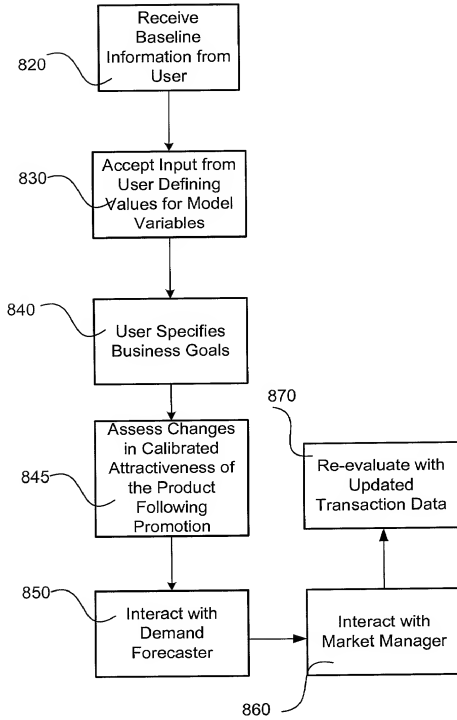 Receive
Baseline
Information from
User
820
Accept Input from
User Defining
Values for Model
Variables
830
840
User Specifies
Business Goals
Assess Changes
in Calibrated
Attractiveness of
the Product
Following
Promotion
845
870
Re-evaluate with
Updated
Transaction Data
850
Interact with
Demand
Forecaster
Interact with
Market Manager
860